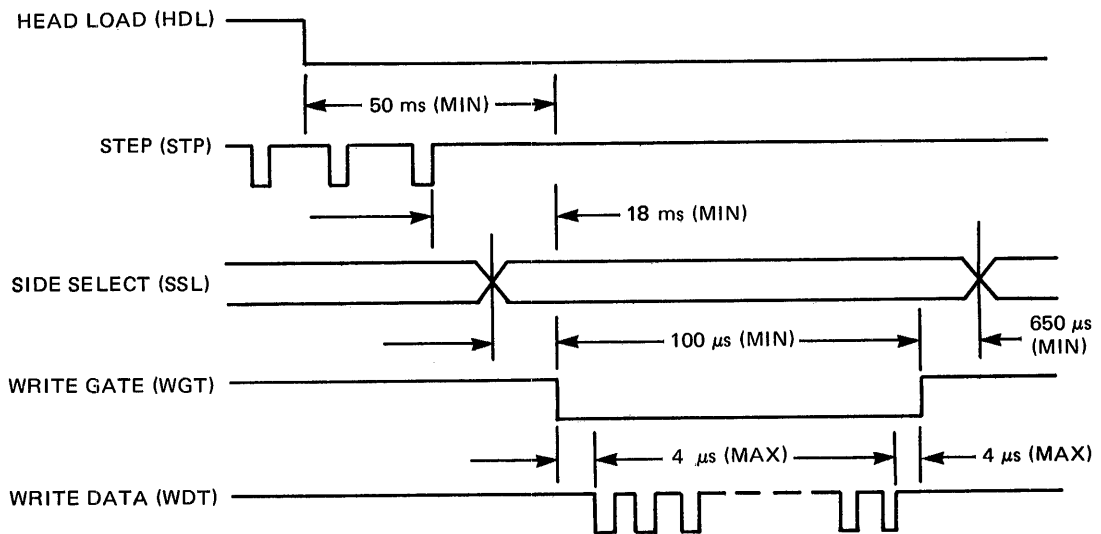 HEAD LOAD (HDL)
50 ms (MIN)
STEP (STP)
18 ms (MIN)
SIDE SELECT (SSL)
100 μs (MIN)
650 μs
(MIN)
WRITE GATE (WGT)
4 μs (MAX)
4 μs (MAX)
WRITE DATA (WDT)